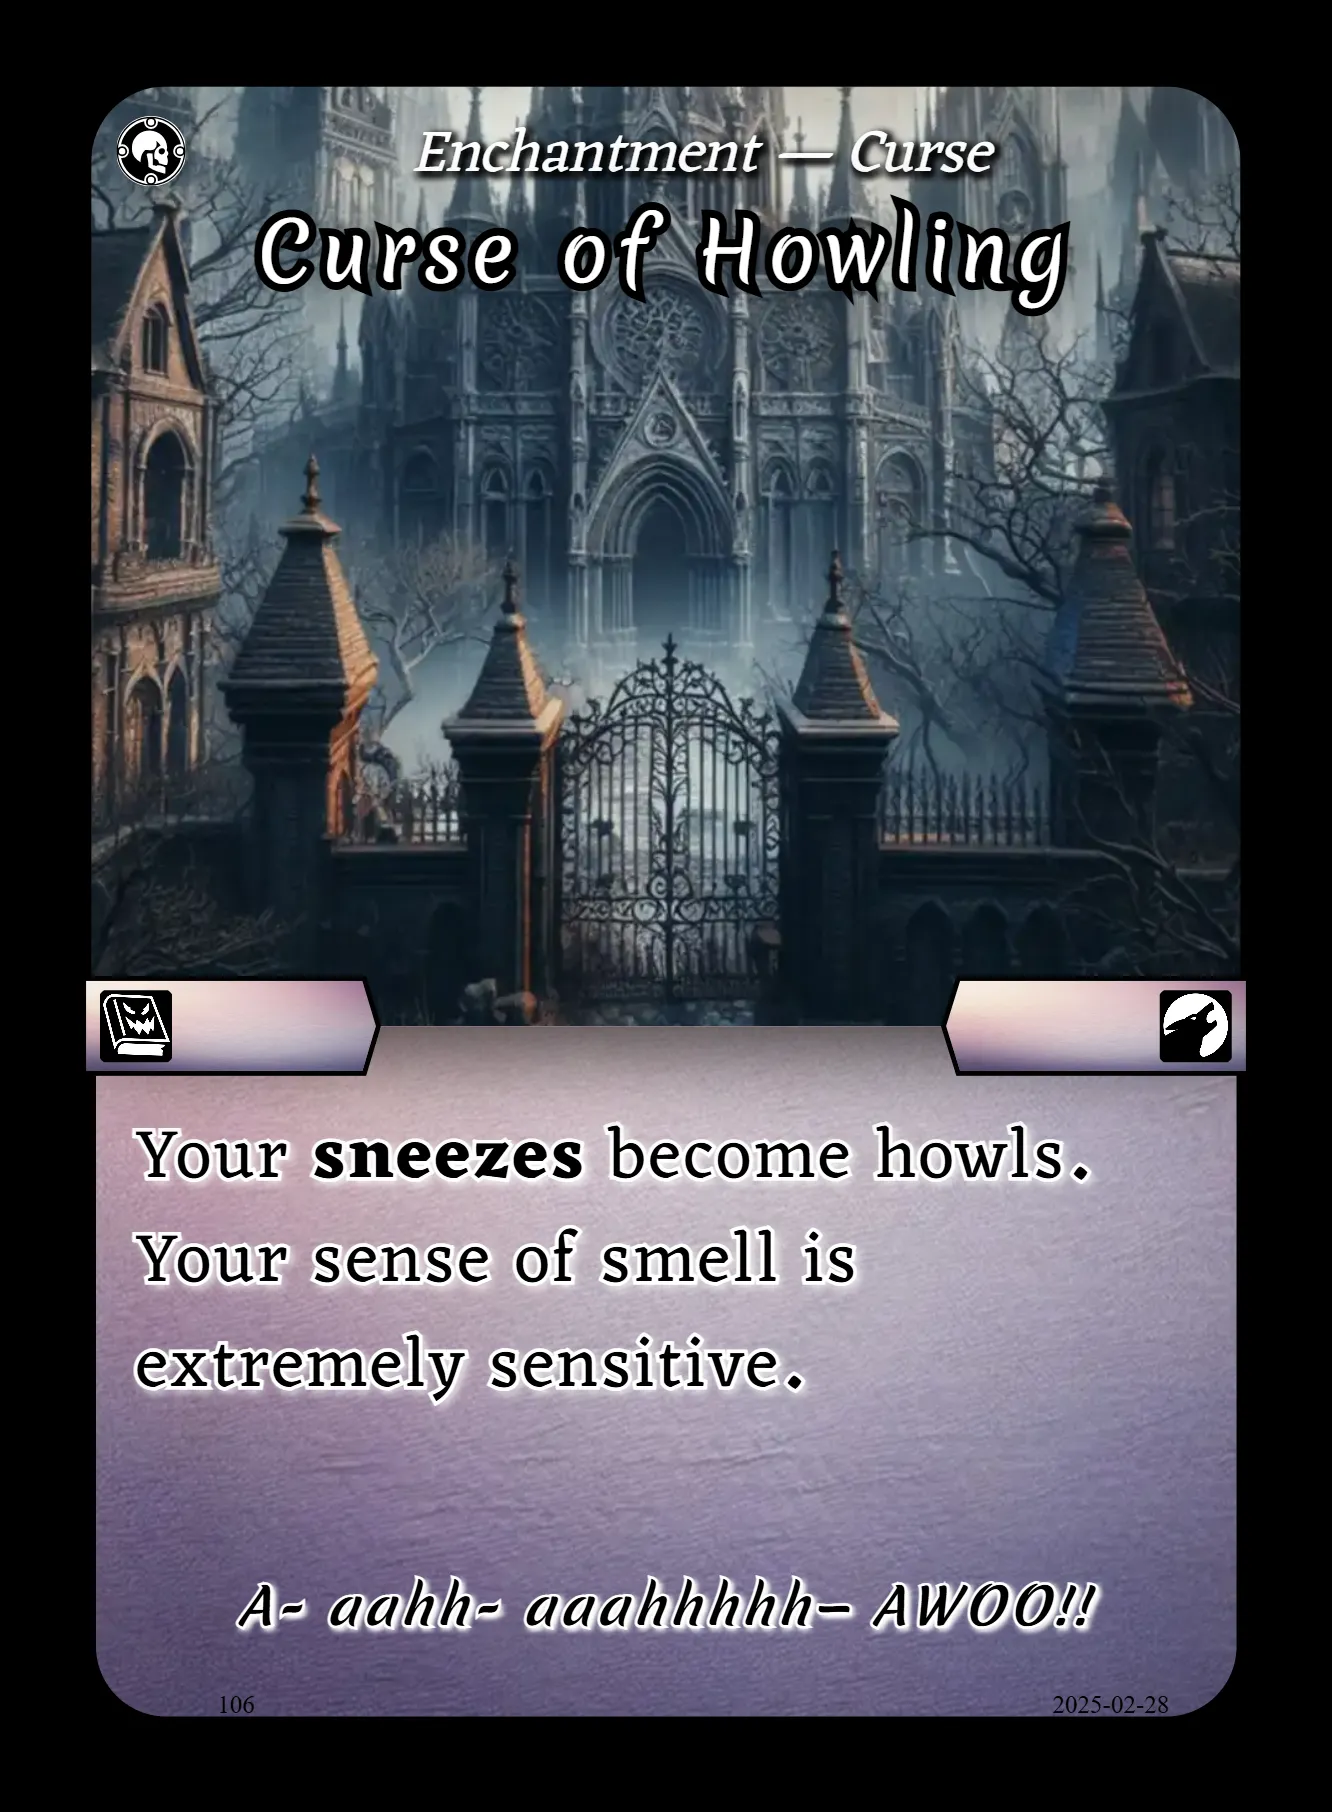 Enchantment — Curse
Curse of Howling
Your sneezes become howls.
Your sense of smell is
extremely sensitive.
A- aahh- aaahhhhh– AWOO!!
106
2025-02-28